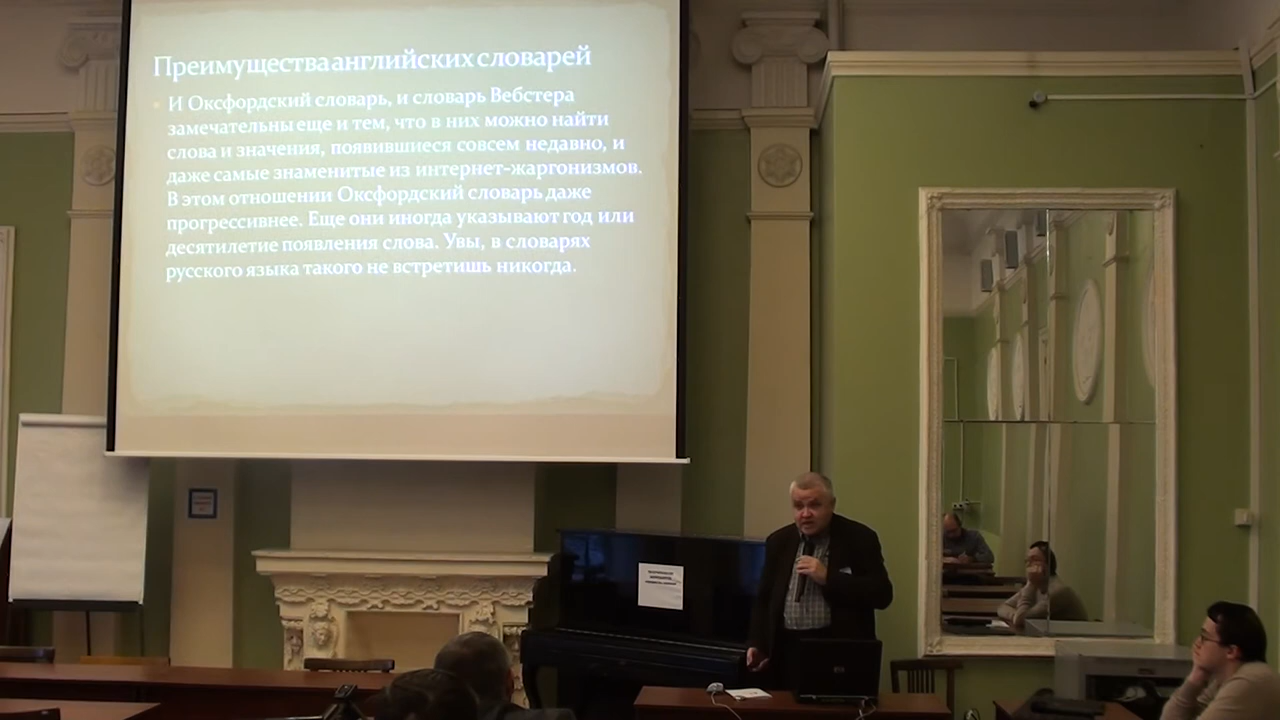 Преимущества английских словарей
И Оксфордский словарь, и словарь Вебстера
замечательны еще и тем, что в них можно найти
слова и значения, появившиеся совсем недавно, и
даже самые знаменитые из интернет-жаргонизмов.
В этом отношении Оксфордский словарь даже
прогрессивнее. Еще они иногда указывают год или
десятилетие появления слова. Увы, в словарях
русского языка такого не встретишь никогда.